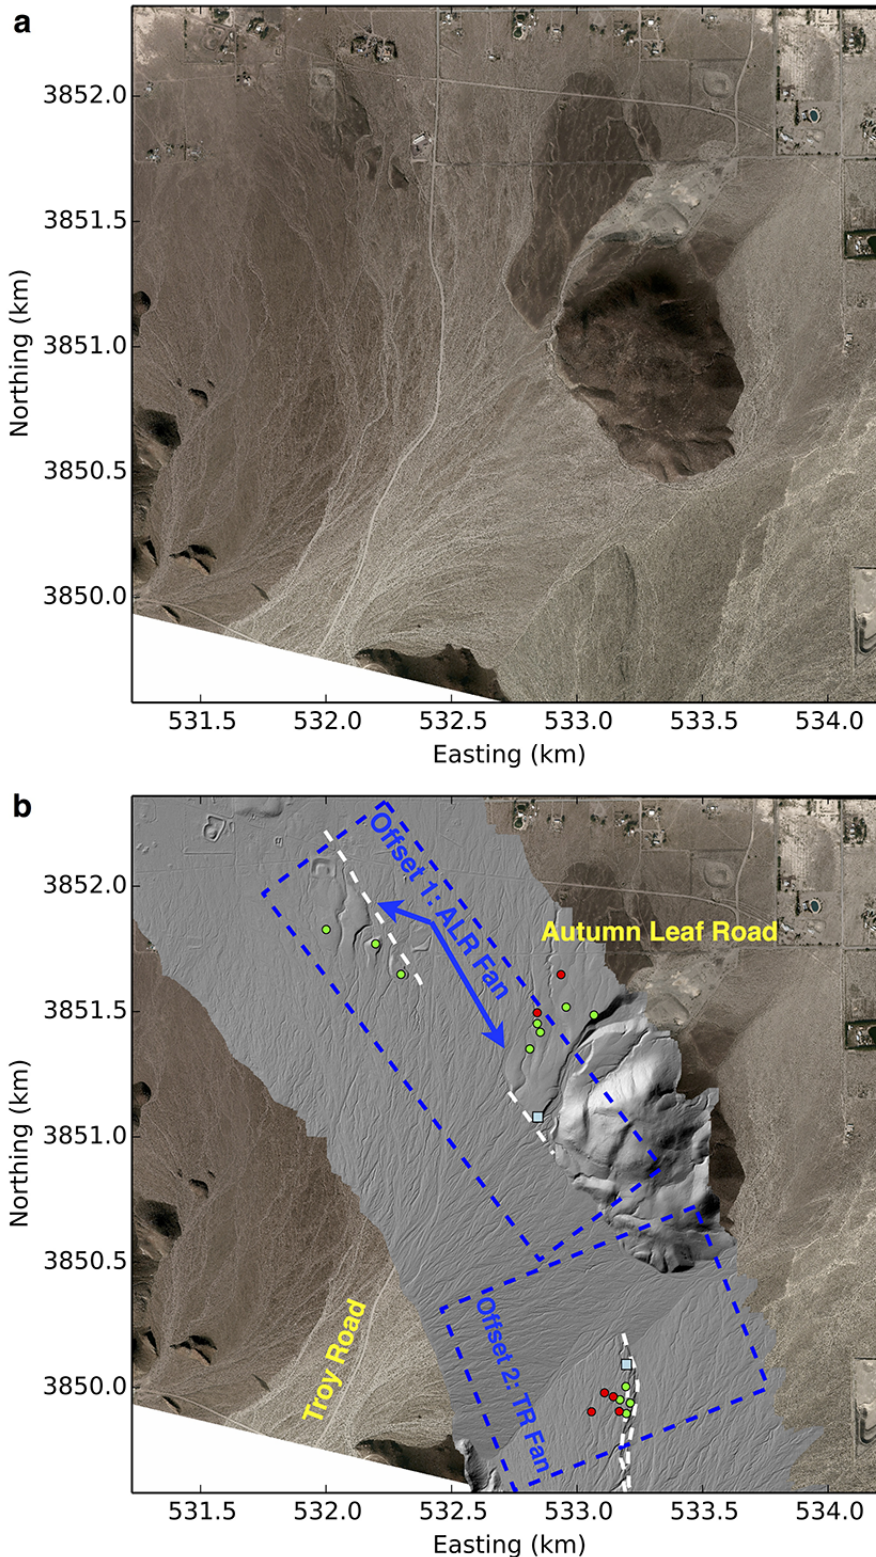 a
3852.0
3851.5
3851.0
3850.5
3850.0
Northing (km)
531.5 532.0 532.5 533.0 533.5 534.0
Easting (km)
b
3852.0
3851.5
3851.0
3850.5
3850.0
Northing (km)
Offset 1: ALR Fan
Autumn Leaf Road
Offset 2: TR Fan
Troy Road
531.5 532.0 532.5 533.0 533.5 534.0
Easting (km)